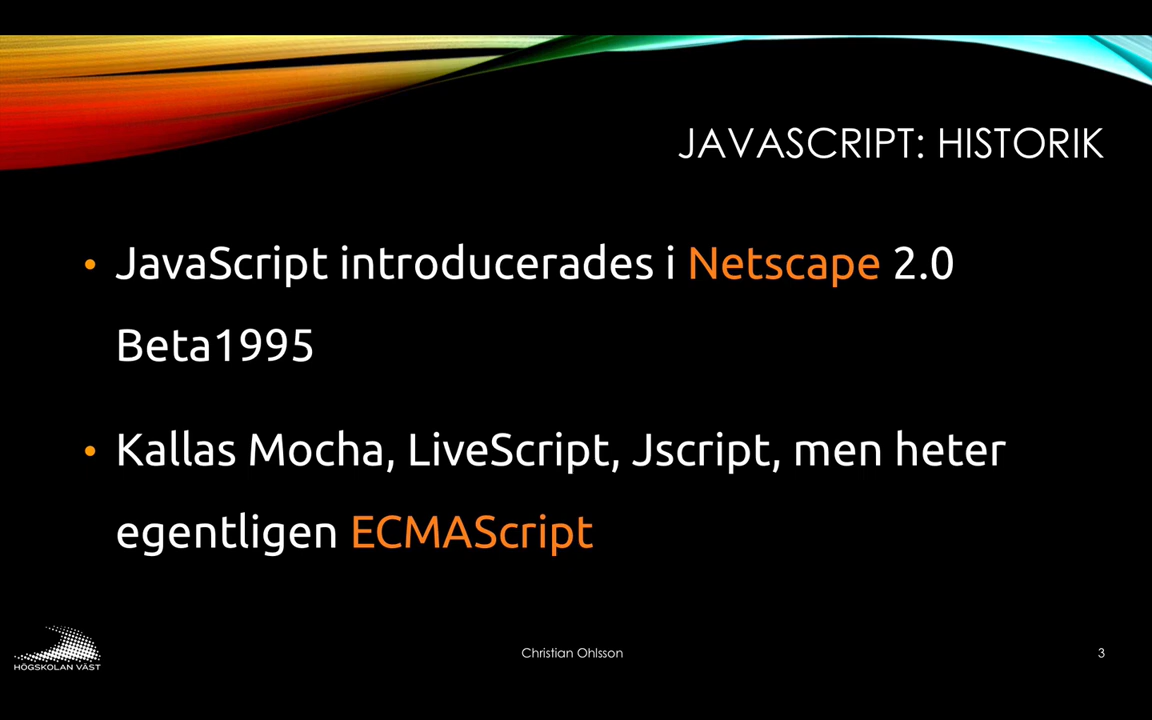 JAVASCRIPT: HISTORIK
• JavaScript introducerades i Netscape 2.0
Beta1995
• Kallas Mocha, LiveScript, Jscript, men heter
egentligen ECMAScript
HÖGSKOLAN VÄST
Christian Ohlsson
3